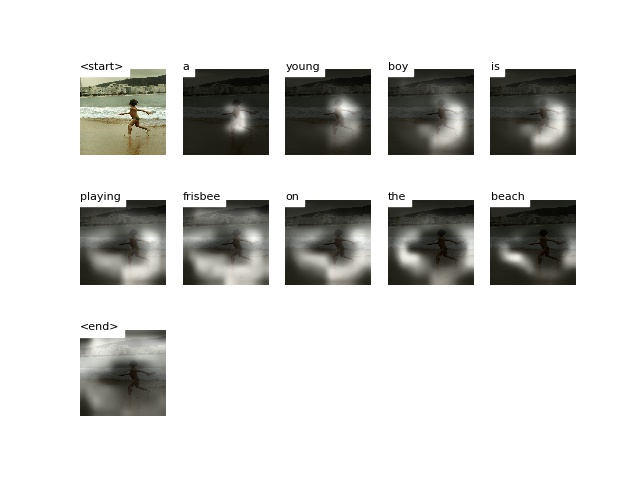 <start> a young boy is
playing frisbee on the beach
<end>